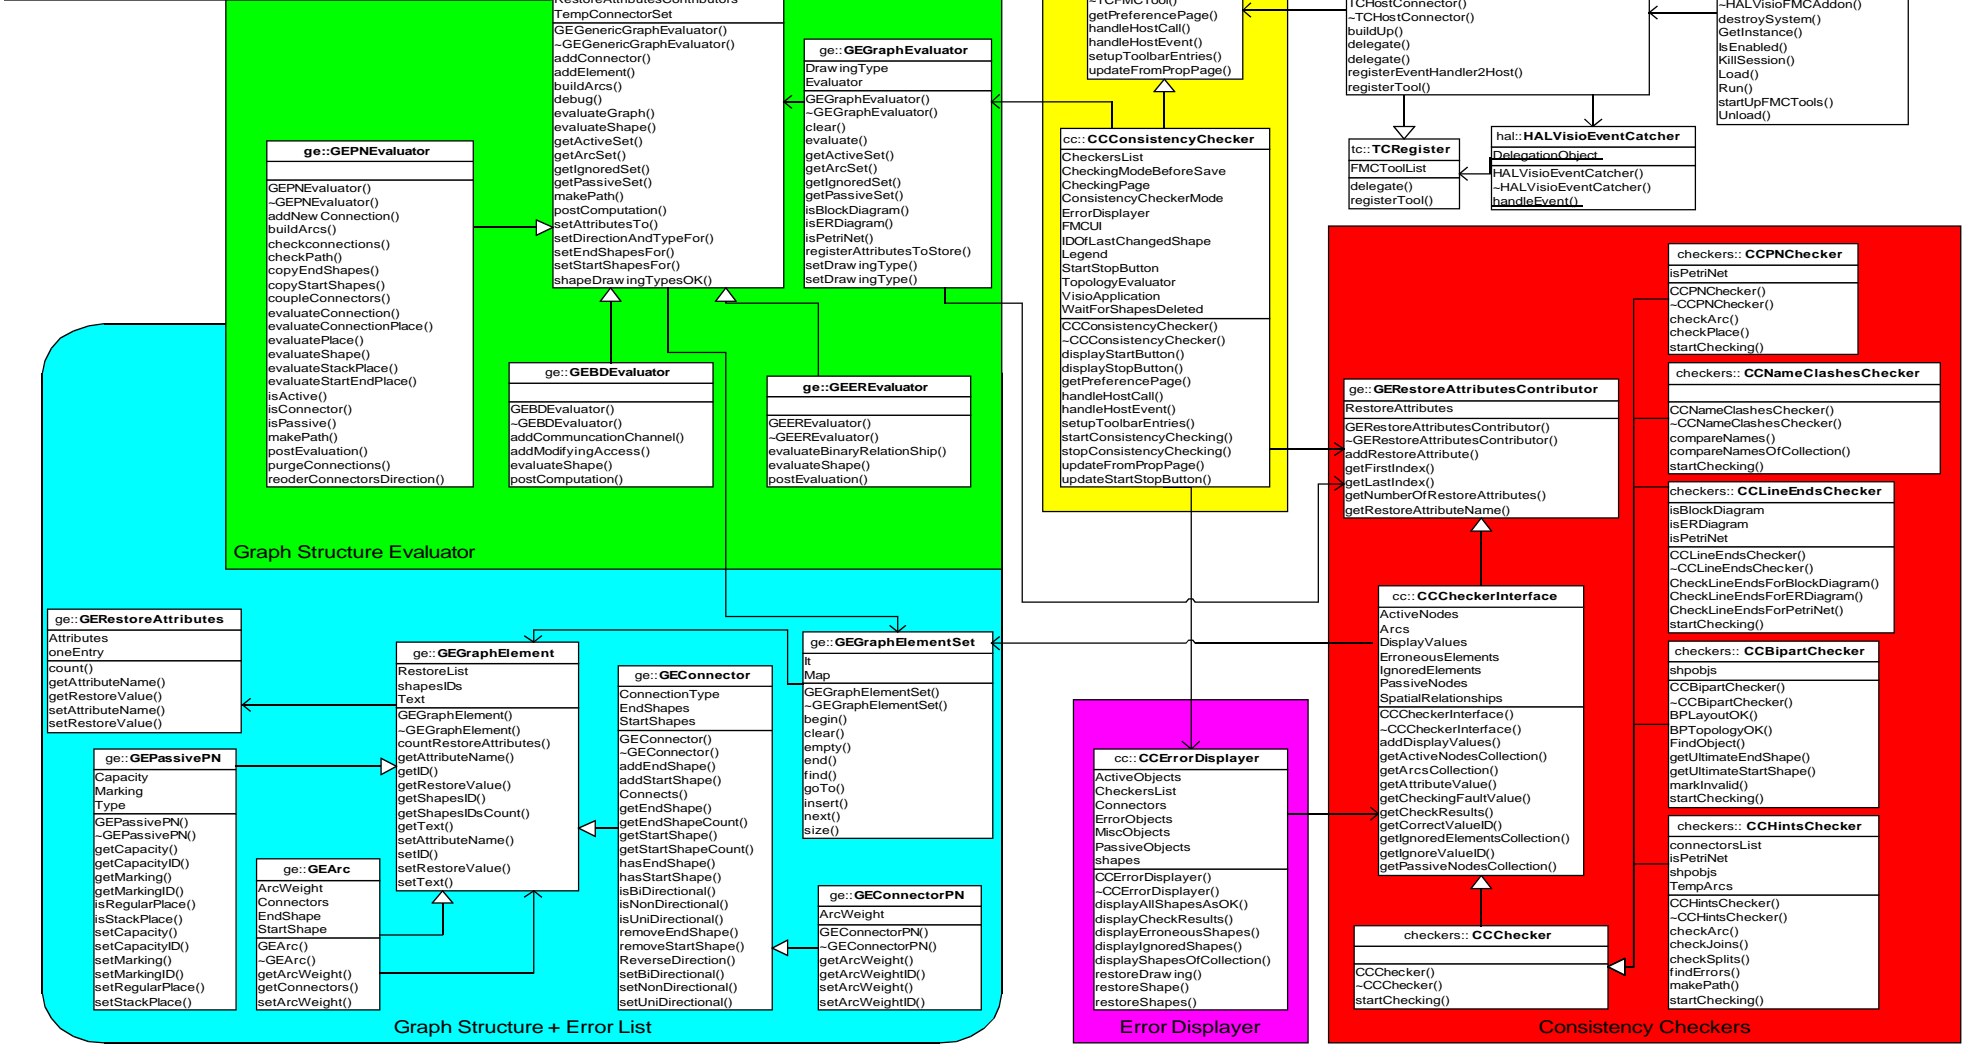 RestoreAttributesContributors
TempConnectorSet
GEGenericGraphEvaluator()
~GEGenericGraphEvaluator()
addConnector()
addElement()
buildArcs()
debug()
evaluateGraph()
evaluateShape()
getActiveSet()
getArcSet()
getIgnoredSet()
getPassiveSet()
makePath()
postComputation()
setAttributesTo()
setDirectionAndTypeFor()
setEndShapesFor()
setStartShapesFor()
shapeDrawingTypesOK()
ge::GEGraphEvaluator
DrawingType
Evaluator
GEGraphEvaluator()
~GEGraphEvaluator()
clear()
evaluate()
getActiveSet()
getArcSet()
getIgnoredSet()
getPassiveSet()
isBlockDiagram()
isERDiagram()
isPetriNet()
registerAttributesToStore()
setDrawingType()
setDrawingType()
ge::GEPNEvaluator
GEPNEvaluator()
~GEPNEvaluator()
addNewConnection()
buildArcs()
checkconnections()
checkPath()
copyEndShapes()
copyStartShapes()
coupleConnectors()
evaluateConnection()
evaluateConnectionPlace()
evaluatePlace()
evaluateShape()
evaluateStackPlace()
evaluateStartEndPlace()
isActive()
isConnector()
isPassive()
makePath()
postEvaluation()
purgeConnections()
reoderConnectorsDirection()
ge::GEBDEvaluator
GEBDEvaluator()
~GEBDEvaluator()
addCommuncationChannel()
addModifyingAccess()
evaluateShape()
postComputation()
ge::GEEREvaluator
GEEREvaluator()
~GEEREvaluator()
evaluateBinaryRelationShip()
evaluateShape()
postEvaluation()
Graph Structure Evaluator
~TCFMCTool()
getPreferencePage()
handleHostCall()
handleHostEvent()
setupToolbarEntries()
updateFromPropPage()
cc::CCConsistencyChecker
CheckersList
CheckingModeBeforeSave
CheckingPage
ConsistencyCheckerMode
ErrorDisplayer
FMCUI
IDOfLastChangedShape
Legend
StartStopButton
TopologyEvaluator
VisioApplication
WaitForShapesDeleted
CCConsistencyChecker()
~CCConsistencyChecker()
displayStartButton()
displayStopButton()
getPreferencePage()
handleHostCall()
handleHostEvent()
setupToolbarEntries()
startConsistencyChecking()
stopConsistencyChecking()
updateFromPropPage()
updateStartStopButton()
TCHostConnector()
~TCHostConnector()
buildUp()
delegate()
delegate()
registerEventHandler2Host()
registerTool()
~HALVisioFMCAddon()
destroySystem()
GetInstance()
IsEnabled()
KillSession()
Load()
Run()
startUpFMCTools()
Unload()
tc::TCRegister
FMCToolList
delegate()
registerTool()
hal::HALVisioEventCatcher
DelegationObject
HALVisioEventCatcher()
~HALVisioEventCatcher()
handleEvent()
checkers:: CCPNChecker
isPetriNet
CCPNChecker()
~CCPNChecker()
checkArc()
checkPlace()
startChecking()
checkers:: CCNameClashesChecker
CCNameClashesChecker()
~CCNameClashesChecker()
compareNames()
compareNamesOfCollection()
startChecking()
checkers:: CCLineEndsChecker
isBlockDiagram
isERDiagram
isPetriNet
CCLineEndsChecker()
~CCLineEndsChecker()
CheckLineEndsForBlockDiagram()
CheckLineEndsForERDiagram()
CheckLineEndsForPetriNet()
startChecking()
checkers:: CCBipartChecker
shpobjs
CCBipartChecker()
~CCBipartChecker()
BPLayoutOK()
BPTopologyOK()
FindObject()
getUltimateEndShape()
getUltimateStartShape()
markInvalid()
startChecking()
checkers:: CCHintsChecker
connectorsList
isPetriNet
shpobjs
TempArcs
CCHintsChecker()
~CCHintsChecker()
checkArc()
checkJoins()
checkSplits()
findErrors()
makePath()
startChecking()
ge::GERestoreAttributesContributor
RestoreAttributes
GERestoreAttributesContributor()
~GERestoreAttributesContributor()
addRestoreAttribute()
getFirstIndex()
getLastIndex()
getNumberOfRestoreAttributes()
getRestoreAttributeName()
cc::CCCheckerInterface
ActiveNodes
Arcs
DisplayValues
ErroneousElements
IgnoredElements
PassiveNodes
SpatialRelationships
CCCheckerInterface()
~CCCheckerInterface()
addDisplayValues()
getActiveNodesCollection()
getArcsCollection()
getAttributeValue()
getCheckingFaultValue()
getCheckResults()
getCorrectValueID()
getIgnoredElementsCollection()
getIgnoreValueID()
getPassiveNodesCollection()
checkers:: CCChecker
CCChecker()
~CCChecker()
startChecking()
Consistency Checkers
cc::CCErrorDisplayer
ActiveObjects
CheckersList
Connectors
ErrorObjects
MiscObjects
PassiveObjects
shapes
CCErrorDisplayer()
~CCErrorDisplayer()
displayAllShapesAsOK()
displayCheckResults()
displayErroneousShapes()
displayIgnoredShapes()
displayShapesOfCollection()
restoreDrawing()
restoreShape()
restoreShapes()
Error Displayer
ge::GERestoreAttributes
Attributes
oneEntry
count()
getAttributeName()
getRestoreValue()
setAttributeName()
setRestoreValue()
ge::GEPassivePN
Capacity
Marking
Type
GEPassivePN()
~GEPassivePN()
getCapacity()
getCapacityID()
getMarking()
getMarkingID()
isRegularPlace()
isStackPlace()
setCapacity()
setCapacityID()
setMarking()
setMarkingID()
setRegularPlace()
setStackPlace()
ge::GEArc
ArcWeight
Connectors
EndShape
StartShape
GEArc()
~GEArc()
getArcWeight()
getConnectors()
setArcWeight()
ge::GEGraphElement
RestoreList
shapesIDs
Text
GEGraphElement()
~GEGraphElement()
countRestoreAttributes()
getAttributeName()
getID()
getRestoreValue()
getShapesID()
getShapesIDsCount()
getText()
setAttributeName()
setID()
setRestoreValue()
setText()
ge::GEConnector
ConnectionType
EndShapes
StartShapes
GEConnector()
~GEConnector()
addEndShape()
addStartShape()
Connects()
getEndShape()
getEndShapeCount()
getStartShape()
getStartShapeCount()
hasEndShape()
hasStartShape()
isBiDirectional()
isNonDirectional()
isUniDirectional()
removeEndShape()
removeStartShape()
ReverseDirection()
setBiDirectional()
setNonDirectional()
setUniDirectional()
ge::GEGraphElementSet
It
Map
GEGraphElementSet()
~GEGraphElementSet()
begin()
clear()
empty()
end()
find()
goTo()
insert()
next()
size()
ge::GEConnectorPN
ArcWeight
GEConnectorPN()
~GEConnectorPN()
getArcWeight()
getArcWeightID()
setArcWeight()
setArcWeightID()
Graph Structure + Error List